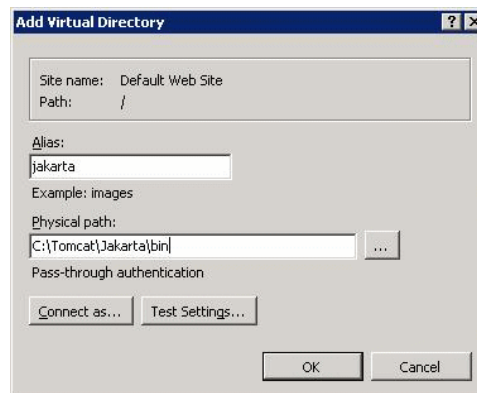 Add Virtual Directory
Site name: Default Web Site
Path: /
Alias:
jakarta
Example: images
Physical path:
C:\Tomcat\Jakarta\bin
...
Pass-through authentication
Connect as... Test Settings...
OK Cancel